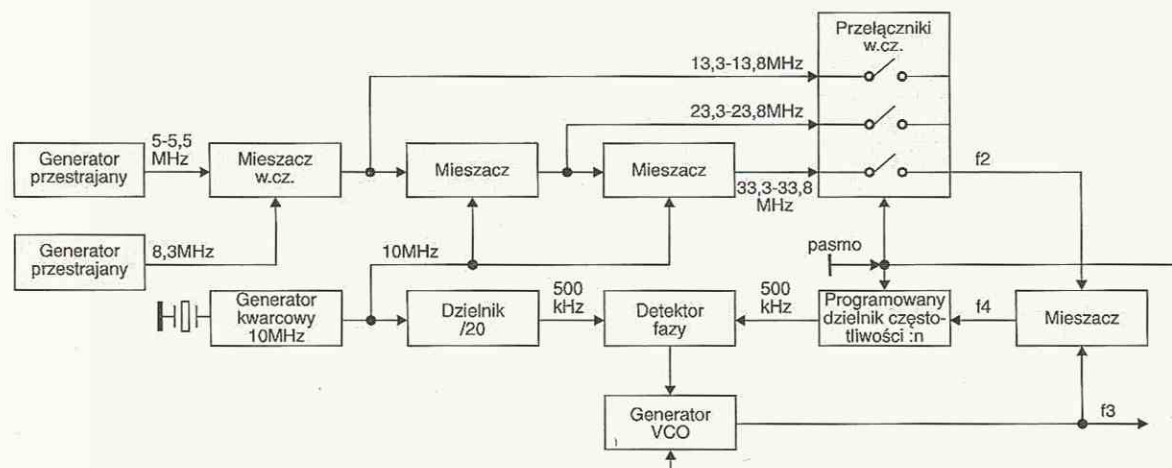 Przełączniki
w.cz.
13,3-13,8MHz
23,3-23,8MHz
5-5,5
MHz
Generator
przestrajany
Mieszacz
w.cz.
Mieszacz
Mieszacz
33,3-33,8
MHz
f2
Generator
przestrajany
8,3MHz
10MHz
pasmo
Generator
kwarcowy
10MHz
Dzielnik
/20
500
kHz
Detektor
fazy
500
kHz
Programowany
dzielnik często-
tliwości :n
f4
Mieszacz
Generator
VCO
f3